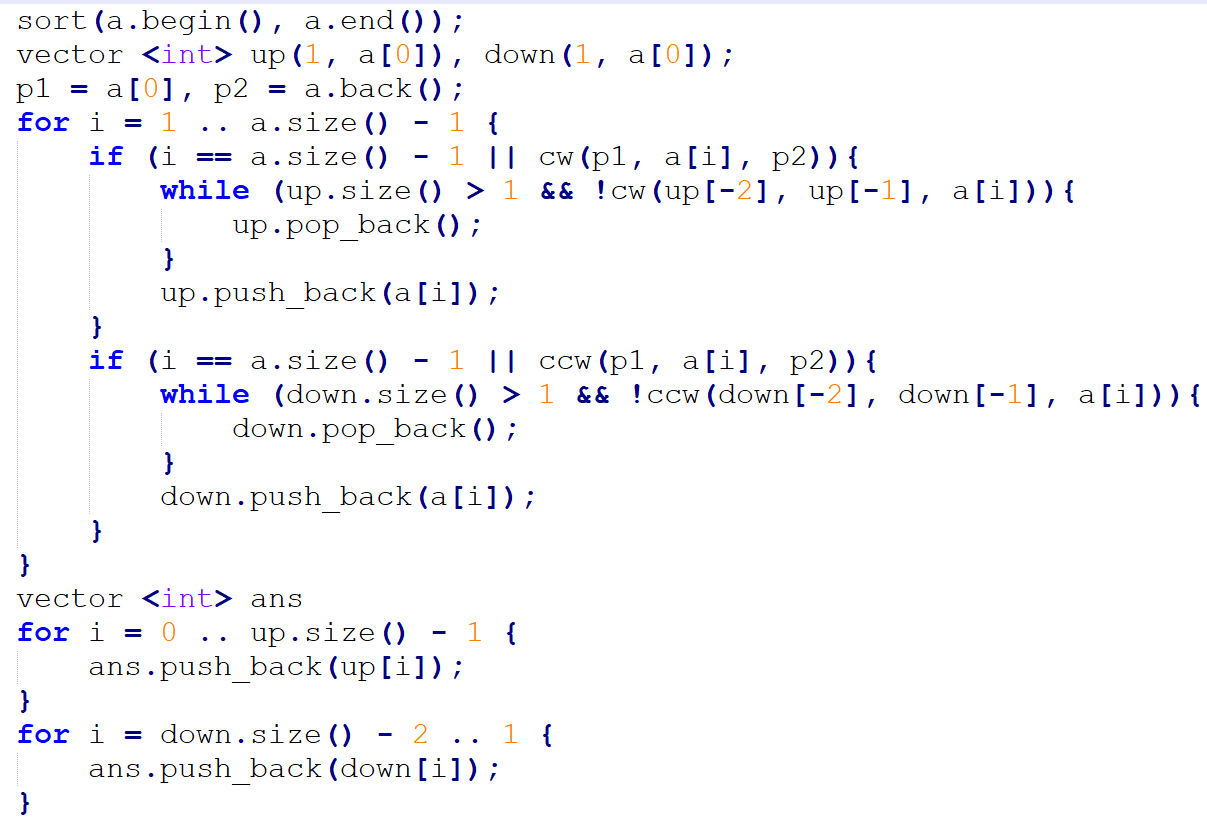 sort(a.begin(), a.end());
vector <int> up(1, a[0]), down(1, a[0]);
p1 = a[0], p2 = a.back();
for i = 1 .. a.size() - 1 {
    if (i == a.size() - 1 || cw(p1, a[i], p2)){
        while (up.size() > 1 && !cw(up[-2], up[-1], a[i])){
            up.pop_back();
        }
        up.push_back(a[i]);
    }
    if (i == a.size() - 1 || ccw(p1, a[i], p2)){
        while (down.size() > 1 && !ccw(down[-2], down[-1], a[i])){
            down.pop_back();
        }
        down.push_back(a[i]);
    }
}
vector <int> ans
for i = 0 .. up.size() - 1 {
    ans.push_back(up[i]);
}
for i = down.size() - 2 .. 1 {
    ans.push_back(down[i]);
}